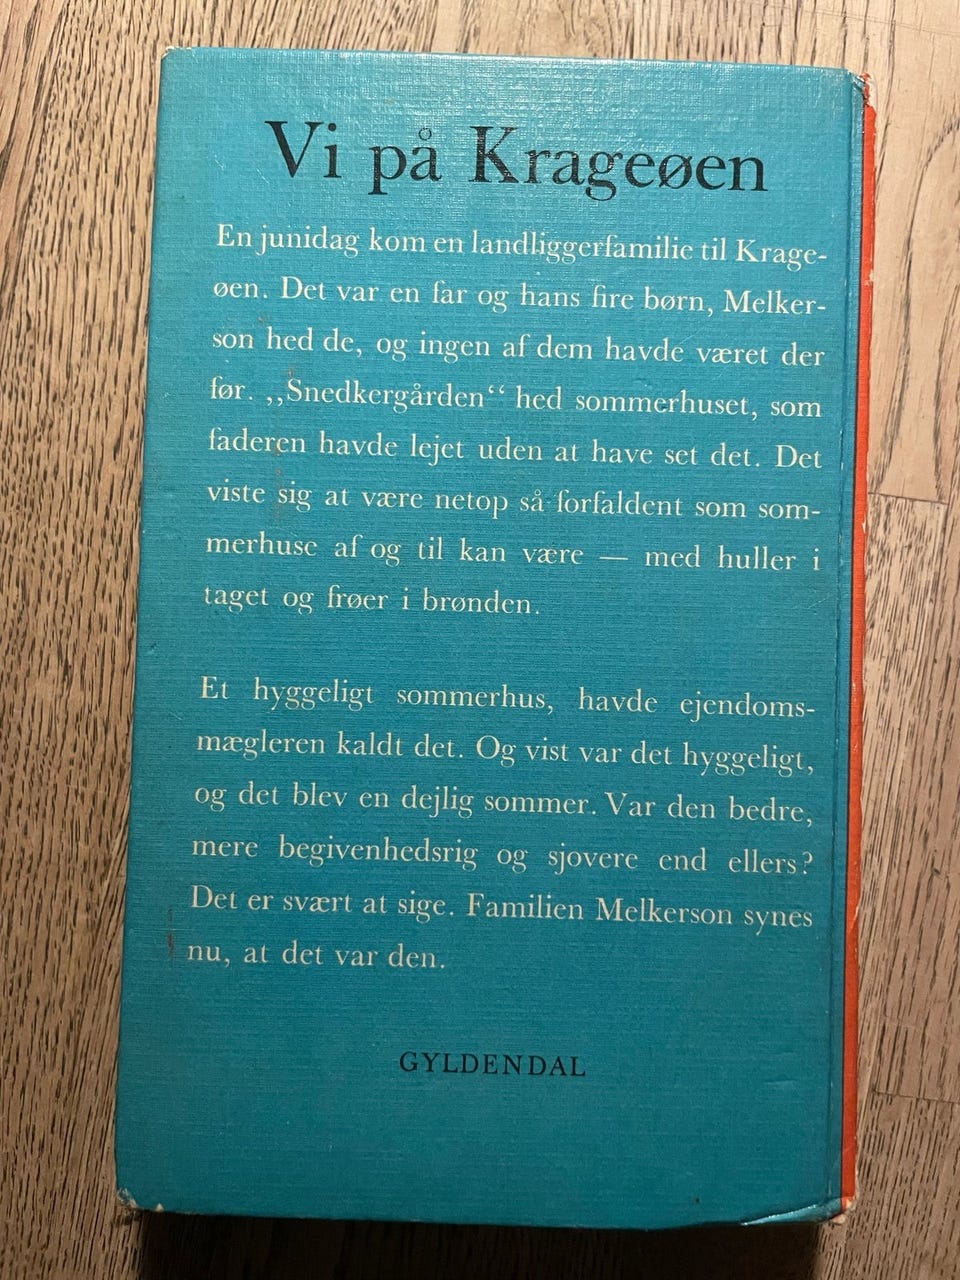 Vi på Krageøen
En junidag kom en landliggerfamilie til Krage-
øen. Det var en far og hans fire børn, Melker-
son hed de, og ingen af dem havde været der
før. ,,Snedkergården“ hed sommerhuset, som
faderen havde lejet uden at have set det. Det
viste sig at være netop så forfaldent som som-
merhuse af og til kan være — med huller i
taget og frøer i brønden.
Et hyggeligt sommerhus, havde ejendoms-
mægleren kaldt det. Og vist var det hyggeligt,
og det blev en dejlig sommer. Var den bedre,
mere begivenhedsrig og sjovere end ellers?
Det er svært at sige. Familien Melkerson synes
nu, at det var den.
GYLDENDAL